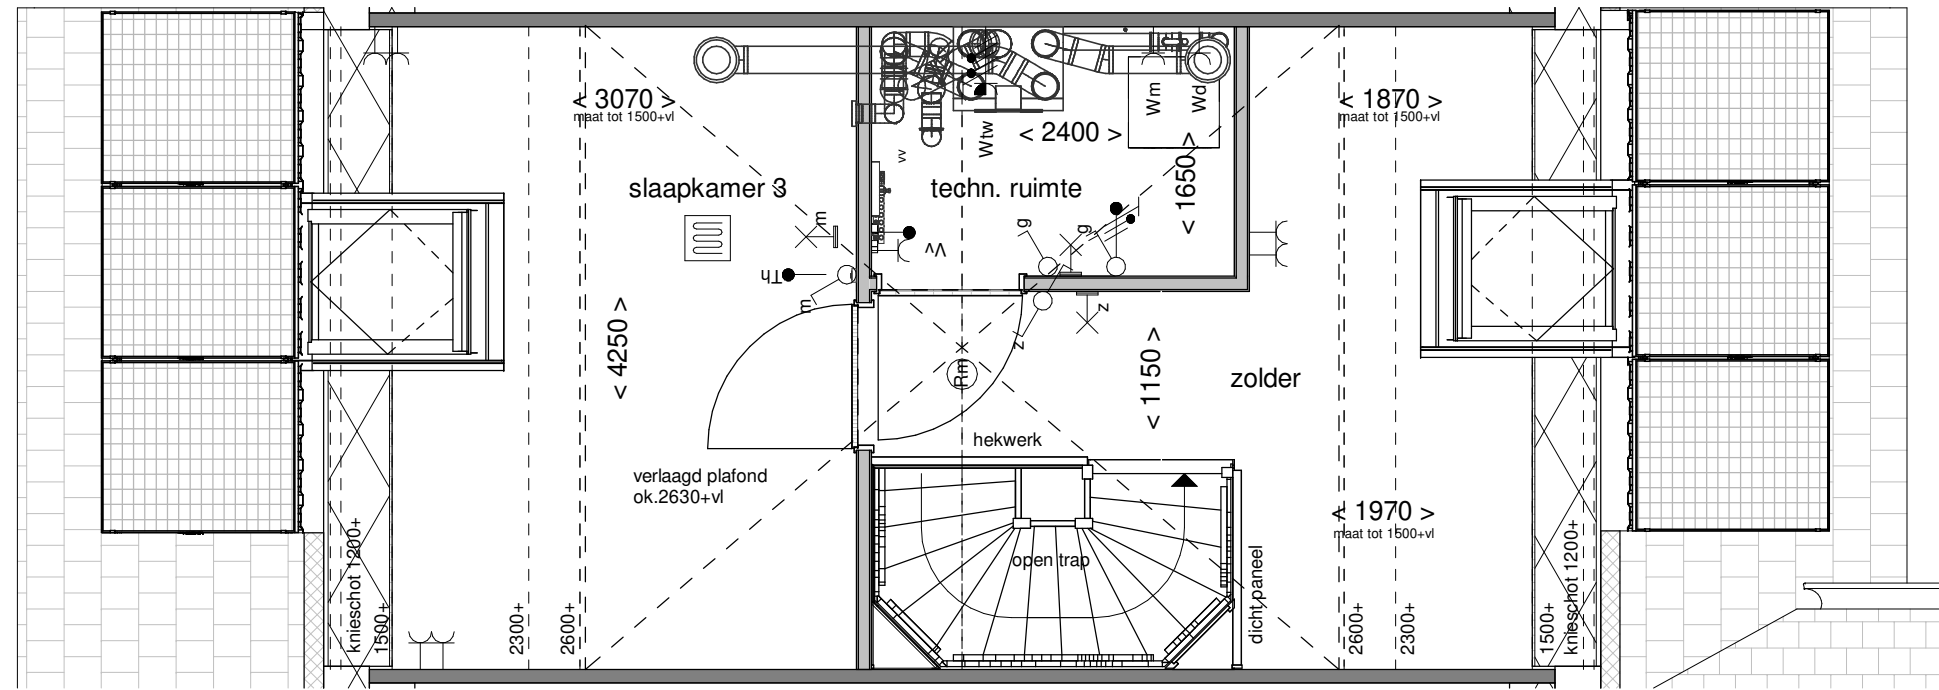 < 3070 >
maat tot 1500+vl
< 1870 >
maat tot 1500+vl
Wm
Wd
Wtw
< 2400 >
vv
< 1650 >
slaapkamer 3
techn. ruimte
m
g
g
Vv
Th
m
z
z
< 4250 >
Rm
< 1150 >
zolder
hekwerk
verlaagd plafond
ok.2630+vl
< 1970 >
maat tot 1500+vl
open trap
dicht paneel
knieschot 1200+
1500+
2300+
2600+
2600+
2300+
1500+
knieschot 1200+